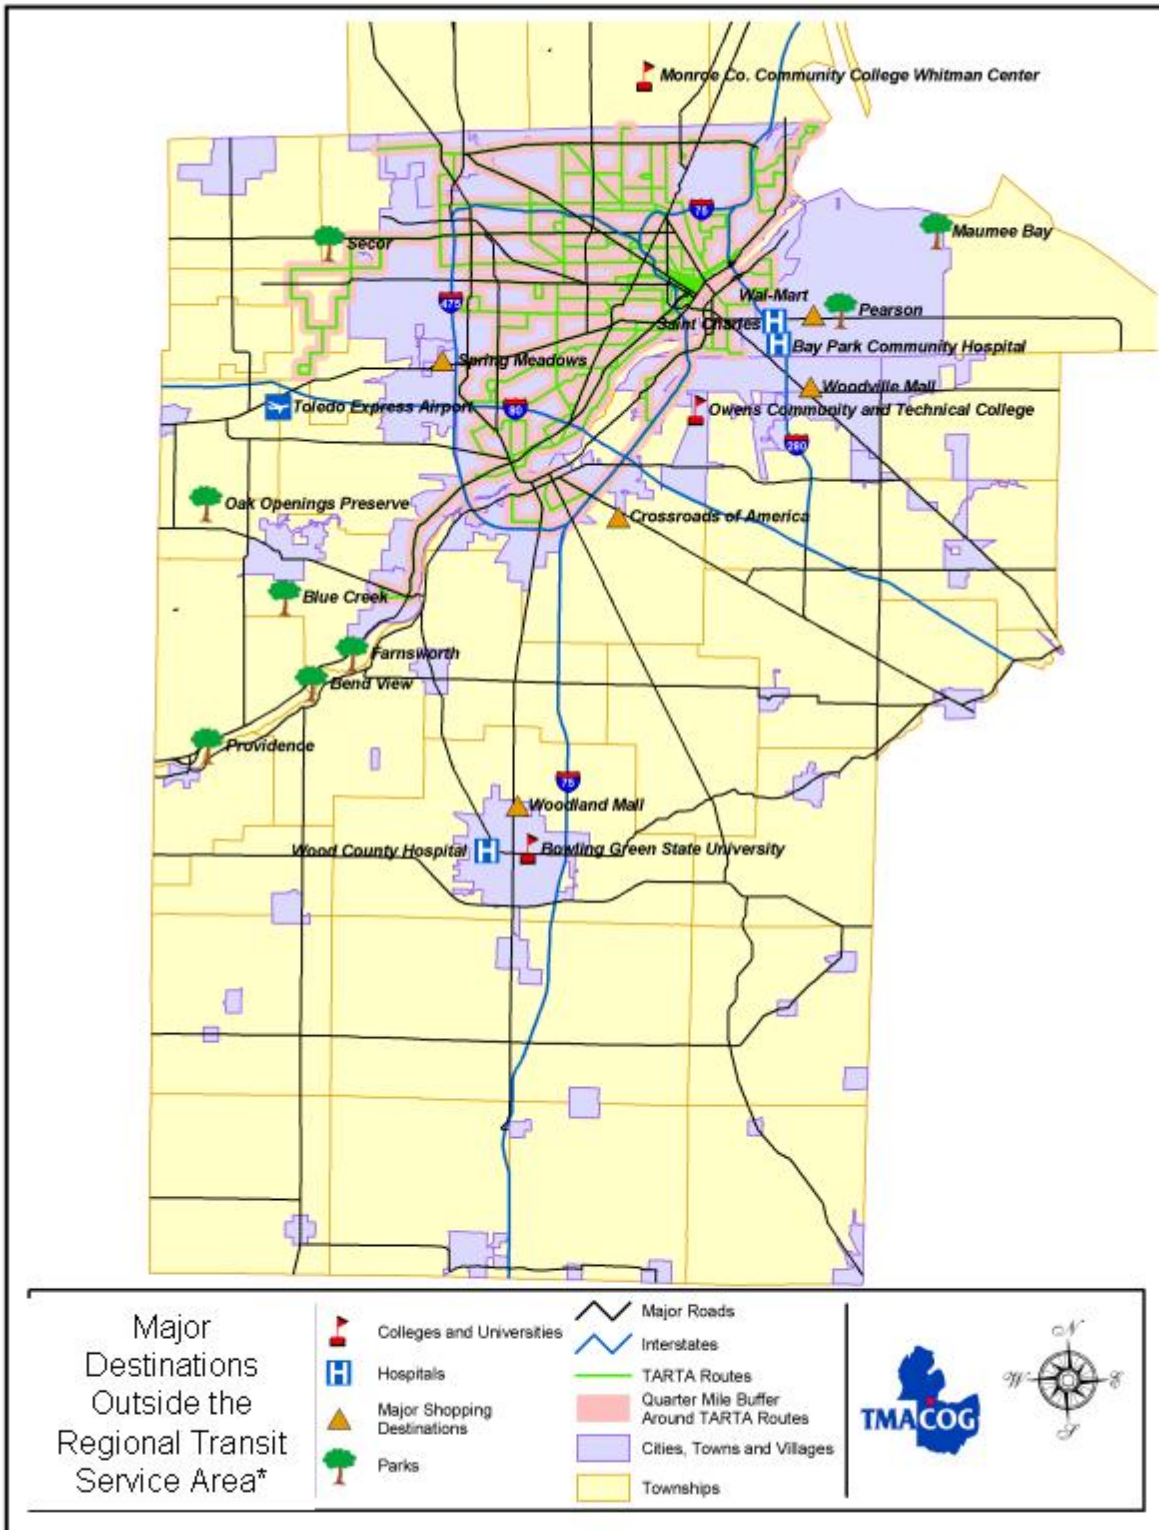 Monroe Co. Community College Whitman Center
75
Secor
Maumee Bay
475
Wal-Mart
Pearson
Saint Charles
H
H
Bay Park Community Hospital
Spring Meadows
Woodville Mall
Toledo Express Airport
80
Owens Community and Technical College
280
Oak Openings Preserve
Crossroads of America
Blue Creek
Farnsworth
Bend View
Providence
75
Woodland Mall
Wood County Hospital
H
Bowling Green State University
Major
Destinations
Outside the
Regional Transit
Service Area*
Colleges and Universities
H
Hospitals
Major Shopping
Destinations
Parks
Major Roads
Interstates
TARTA Routes
Quarter Mile Buffer
Around TARTA Routes
Cities, Towns and Villages
Townships
TMACOG
N
W
E
S